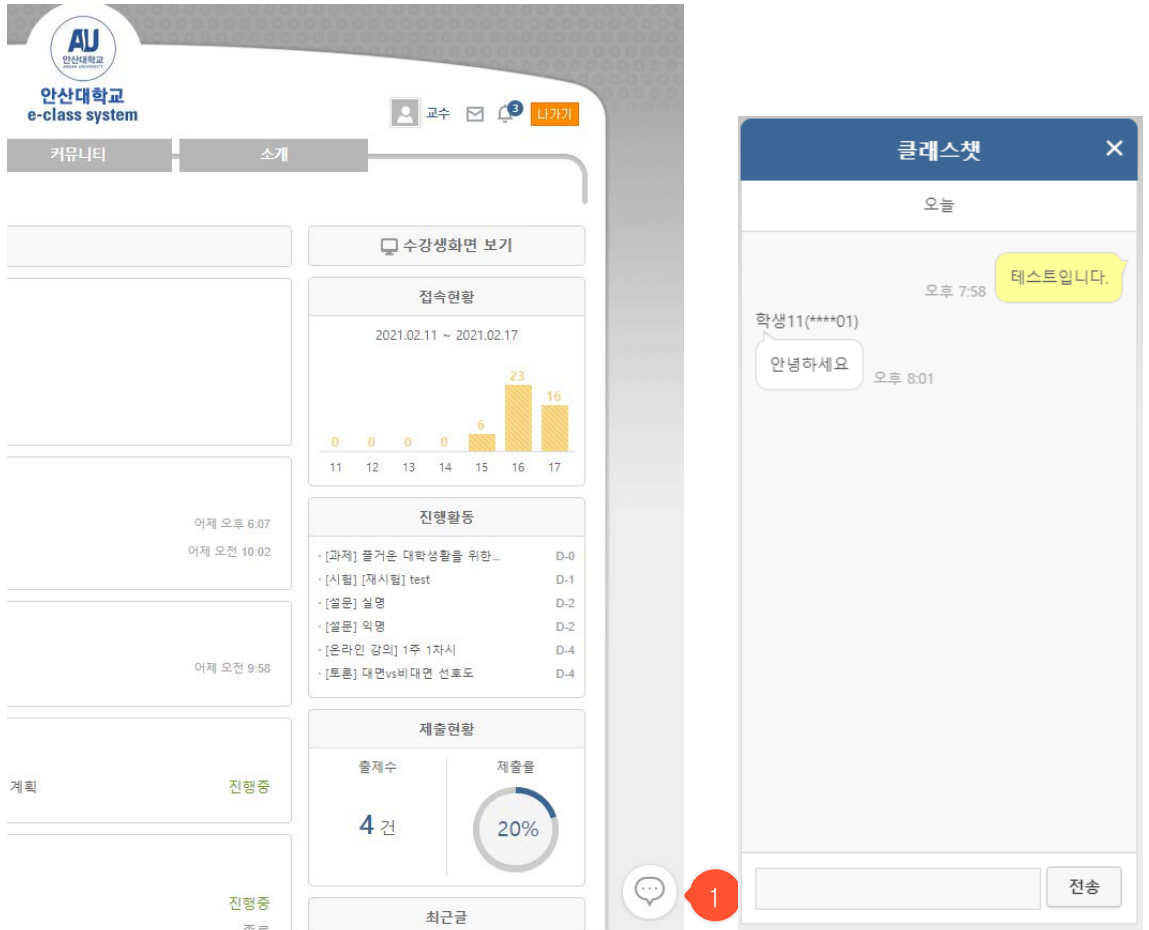 AU
안산대학교
ANSAN UNIVERSITY
안산대학교
e-class system
교수
3
나가기
커뮤니티
소개
수강생화면 보기
접속현황
2021.02.11 ~ 2021.02.17
0 0 0 0 6 23 16
11 12 13 14 15 16 17
어제 오후 6:07
어제 오전 10:02
진행활동
· [과제] 플거운 대학생활을 위한... D-0
· [시험] [재시험] test D-1
· [설문] 실명 D-2
· [설문] 익명 D-2
· [온라인 강의] 1주 1차시 D-4
· [토론] 대면vs비대면 선호도 D-4
어제 오전 9:58
제출현황
출제수 제출율
4 건 20%
계획 진행중
진행중
최근글
1
클래스챗
오늘
테스트입니다.
오후 7:58
학생11(****01)
안녕하세요
오후 8:01
전송